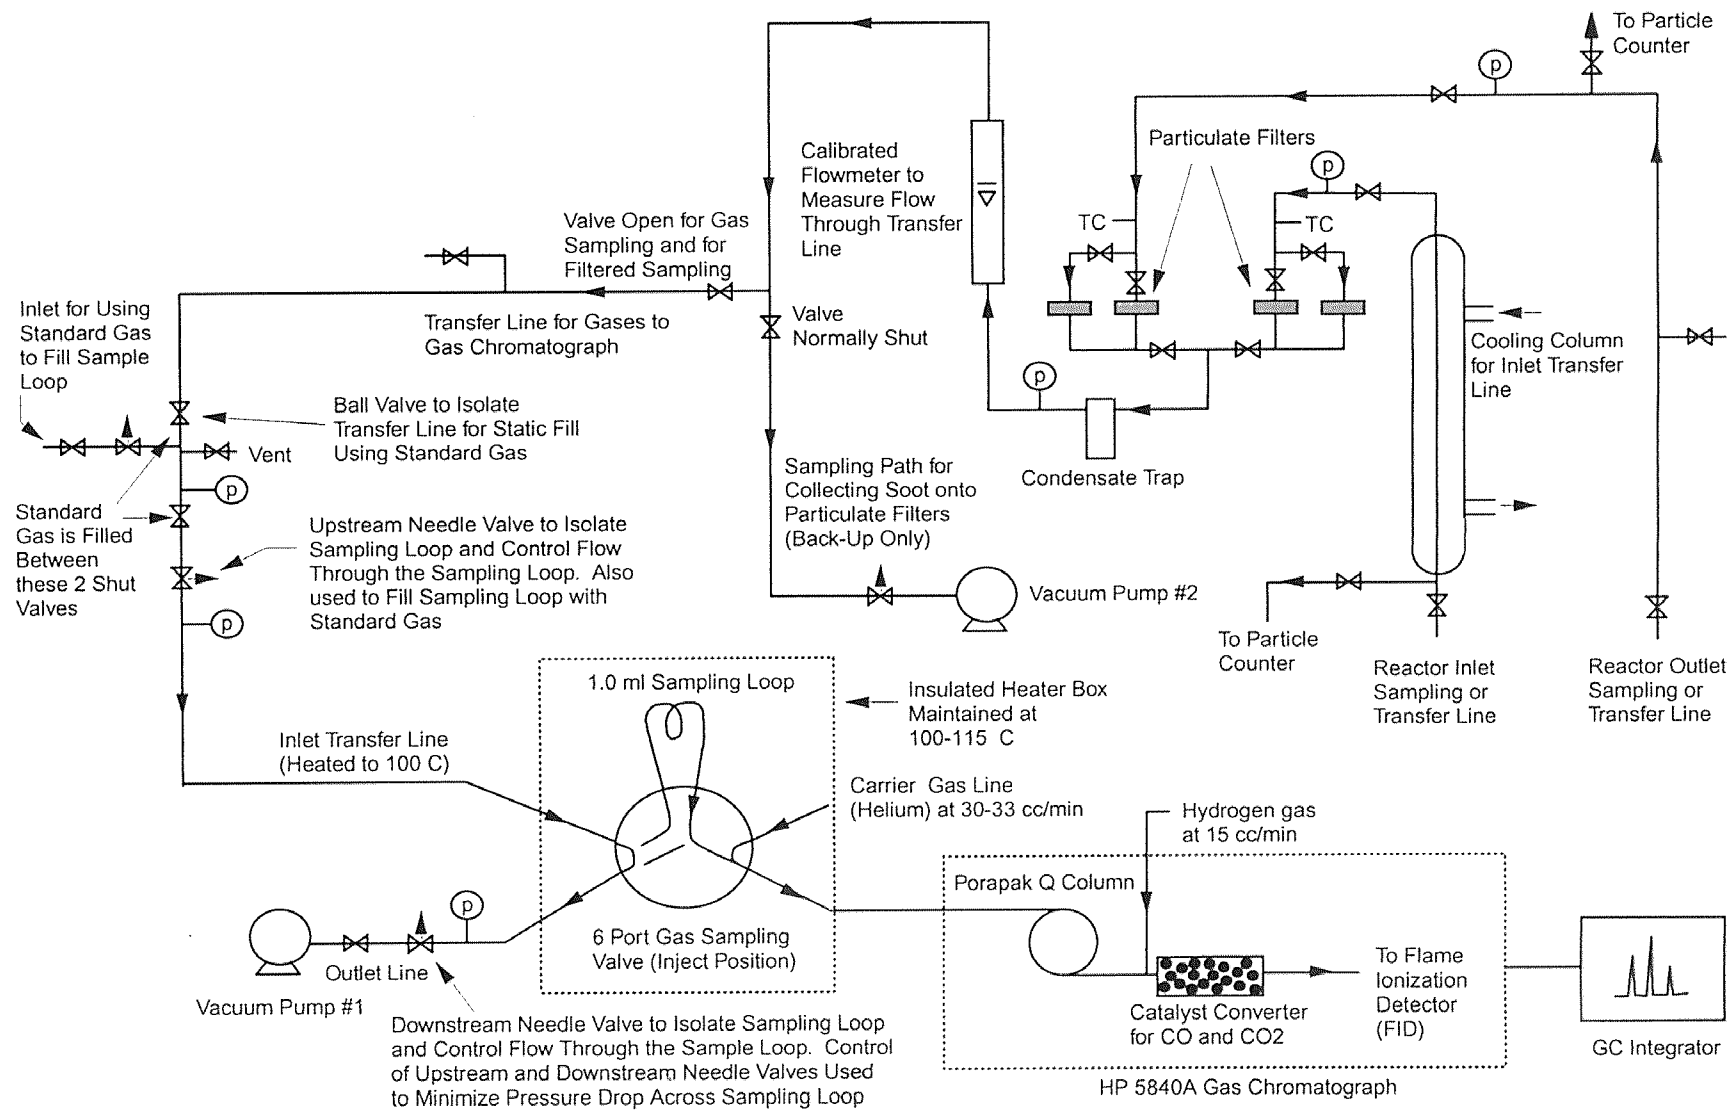 To Particle
Counter
p
Particulate Filters
p
Calibrated
Flowmeter to
Measure Flow
Through Transfer
Line
TC
TC
Valve Open for Gas
Sampling and for
Filtered Sampling
Inlet for Using
Standard Gas
to Fill Sample
Loop
Transfer Line for Gases to
Gas Chromatograph
Valve
Normally Shut
Cooling Column
for Inlet Transfer
Line
p
Ball Valve to Isolate
Transfer Line for Static Fill
Using Standard Gas
Vent
p
Condensate Trap
Sampling Path for
Collecting Soot onto
Particulate Filters
(Back-Up Only)
Standard
Gas is Filled
Between
these 2 Shut
Valves
Upstream Needle Valve to Isolate
Sampling Loop and Control Flow
Through the Sampling Loop. Also
used to Fill Sampling Loop with
Standard Gas
p
Vacuum Pump #2
To Particle
Counter
Reactor Inlet
Sampling or
Transfer Line
Reactor Outlet
Sampling or
Transfer Line
1.0 ml Sampling Loop
Insulated Heater Box
Maintained at
100-115 C
Inlet Transfer Line
(Heated to 100 C)
Carrier Gas Line
(Helium) at 30-33 cc/min
Hydrogen gas
at 15 cc/min
Porapak Q Column
p
6 Port Gas Sampling
Valve (Inject Position)
Outlet Line
Vacuum Pump #1
To Flame
Ionization
Detector
(FID)
Catalyst Converter
for CO and CO2
GC Integrator
Downstream Needle Valve to Isolate Sampling Loop
and Control Flow Through the Sample Loop. Control
of Upstream and Downstream Needle Valves Used
to Minimize Pressure Drop Across Sampling Loop
HP 5840A Gas Chromatograph